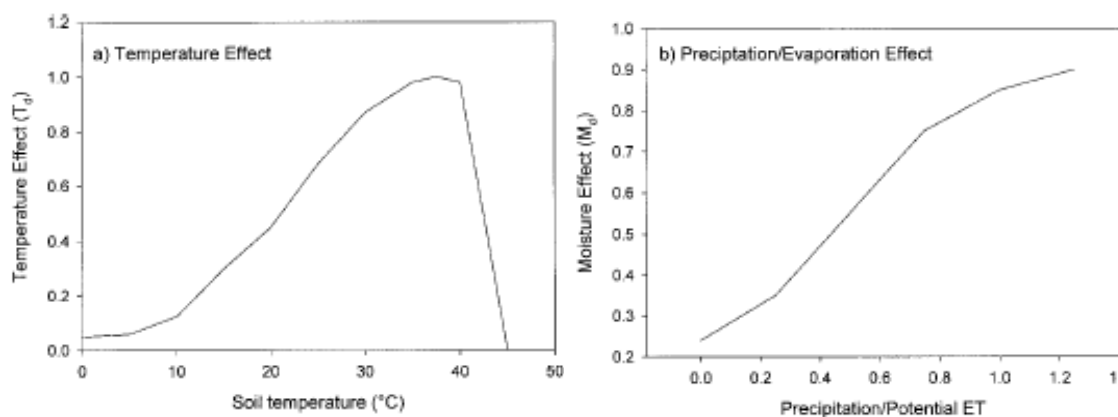 a) Temperature Effect
Temperature Effect (Td)
1.2
1.0
0.8
0.6
0.4
0.2
0.0
0 10 20 30 40 50
Soil temperature (°C)
b) Preciptation/Evaporation Effect
Moisture Effect (Md)
1.0
0.9
0.8
0.7
0.6
0.5
0.4
0.3
0.2
0.0 0.2 0.4 0.6 0.8 1.0 1.2
Precipitation/Potential ET